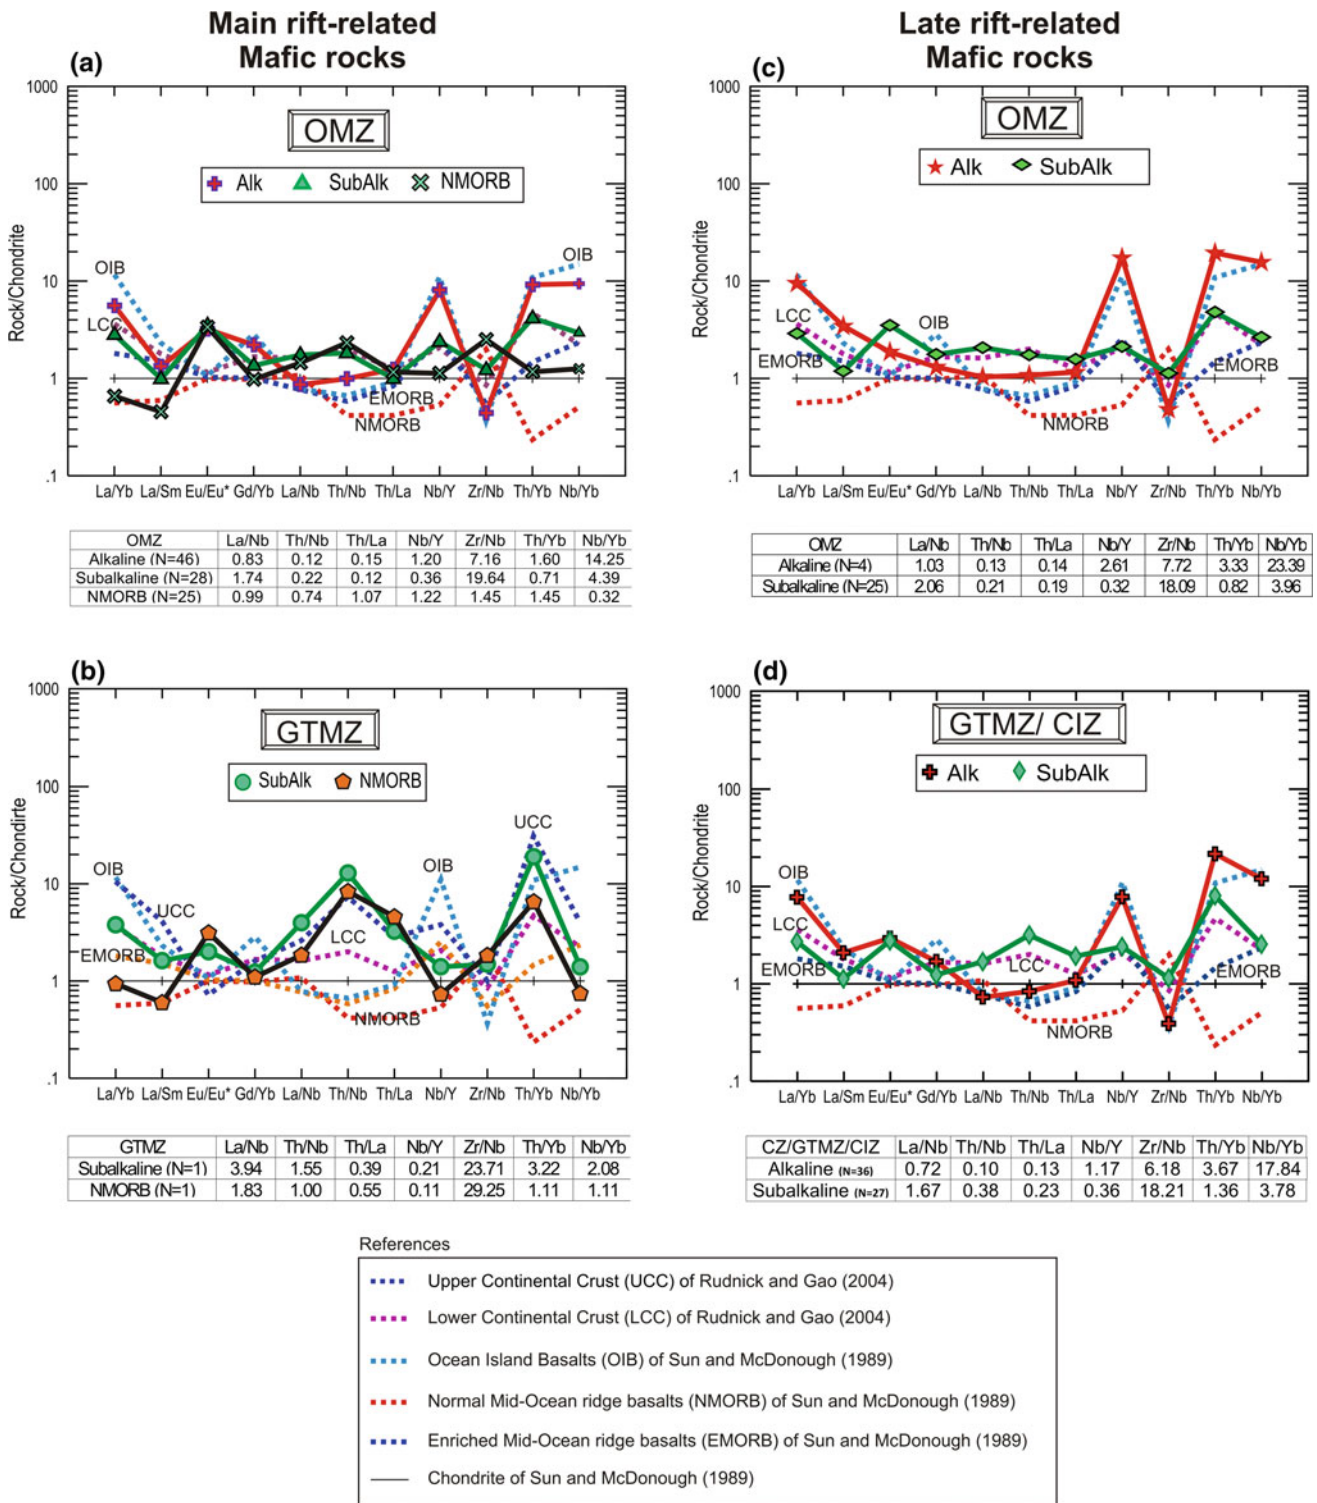 Main rift-related
Mafic rocks
(a)
1000
100
10
1
.1
Rock/Chondrite
OMZ
Alk SubAlk NMORB
OIB
LCC
OIB
EMORB
NMORB
La/Yb La/Sm Eu/Eu* Gd/Yb La/Nb Th/Nb Th/La Nb/Y Zr/Nb Th/Yb Nb/Yb
OMZ La/Nb Th/Nb Th/La Nb/Y Zr/Nb Th/Yb Nb/Yb
Alkaline (N=46) 0.83 0.12 0.15 1.20 7.16 1.60 14.25
Subalkaline (N=28) 1.74 0.22 0.12 0.36 19.64 0.71 4.39
NMORB (N=25) 0.99 0.74 1.07 1.22 1.45 1.45 0.32
Late rift-related
Mafic rocks
(c)
1000
100
10
1
.1
Rock/Chondrite
OMZ
Alk SubAlk
LCC
EMORB
OIB
EMORB
NMORB
La/Yb La/Sm Eu/Eu* Gd/Yb La/Nb Th/Nb Th/La Nb/Y Zr/Nb Th/Yb Nb/Yb
OMZ La/Nb Th/Nb Th/La Nb/Y Zr/Nb Th/Yb Nb/Yb
Alkaline (N=4) 1.03 0.13 0.14 2.61 7.72 3.33 23.39
Subalkaline (N=25) 2.06 0.21 0.19 0.32 18.09 0.82 3.96
(b)
1000
100
10
1
.1
Rock/Chondirte
GTMZ
SubAlk NMORB
OIB
UCC
EMORB
LCC
NMORB
OIB
UCC
La/Yb La/Sm Eu/Eu* Gd/Yb La/Nb Th/Nb Th/La Nb/Y Zr/Nb Th/Yb Nb/Yb
GTMZ La/Nb Th/Nb Th/La Nb/Y Zr/Nb Th/Yb Nb/Yb
Subalkaline (N=1) 3.94 1.55 0.39 0.21 23.71 3.22 2.08
NMORB (N=1) 1.83 1.00 0.55 0.11 29.25 1.11 1.11
(d)
1000
100
10
1
.1
Rock/Chondrite
GTMZ/ CIZ
Alk SubAlk
OIB
LCC
EMORB
LCC
EMORB
NMORB
La/Yb La/Sm Eu/Eu* Gd/Yb La/Nb Th/Nb Th/La Nb/Y Zr/Nb Th/Yb Nb/Yb
CZ/GTMZ/CIZ La/Nb Th/Nb Th/La Nb/Y Zr/Nb Th/Yb Nb/Yb
Alkaline (N=36) 0.72 0.10 0.13 1.17 6.18 3.67 17.84
Subalkaline (N=27) 1.67 0.38 0.23 0.36 18.21 1.36 3.78
References
Upper Continental Crust (UCC) of Rudnick and Gao (2004)
Lower Continental Crust (LCC) of Rudnick and Gao (2004)
Ocean Island Basalts (OIB) of Sun and McDonough (1989)
Normal Mid-Ocean ridge basalts (NMORB) of Sun and McDonough (1989)
Enriched Mid-Ocean ridge basalts (EMORB) of Sun and McDonough (1989)
Chondrite of Sun and McDonough (1989)